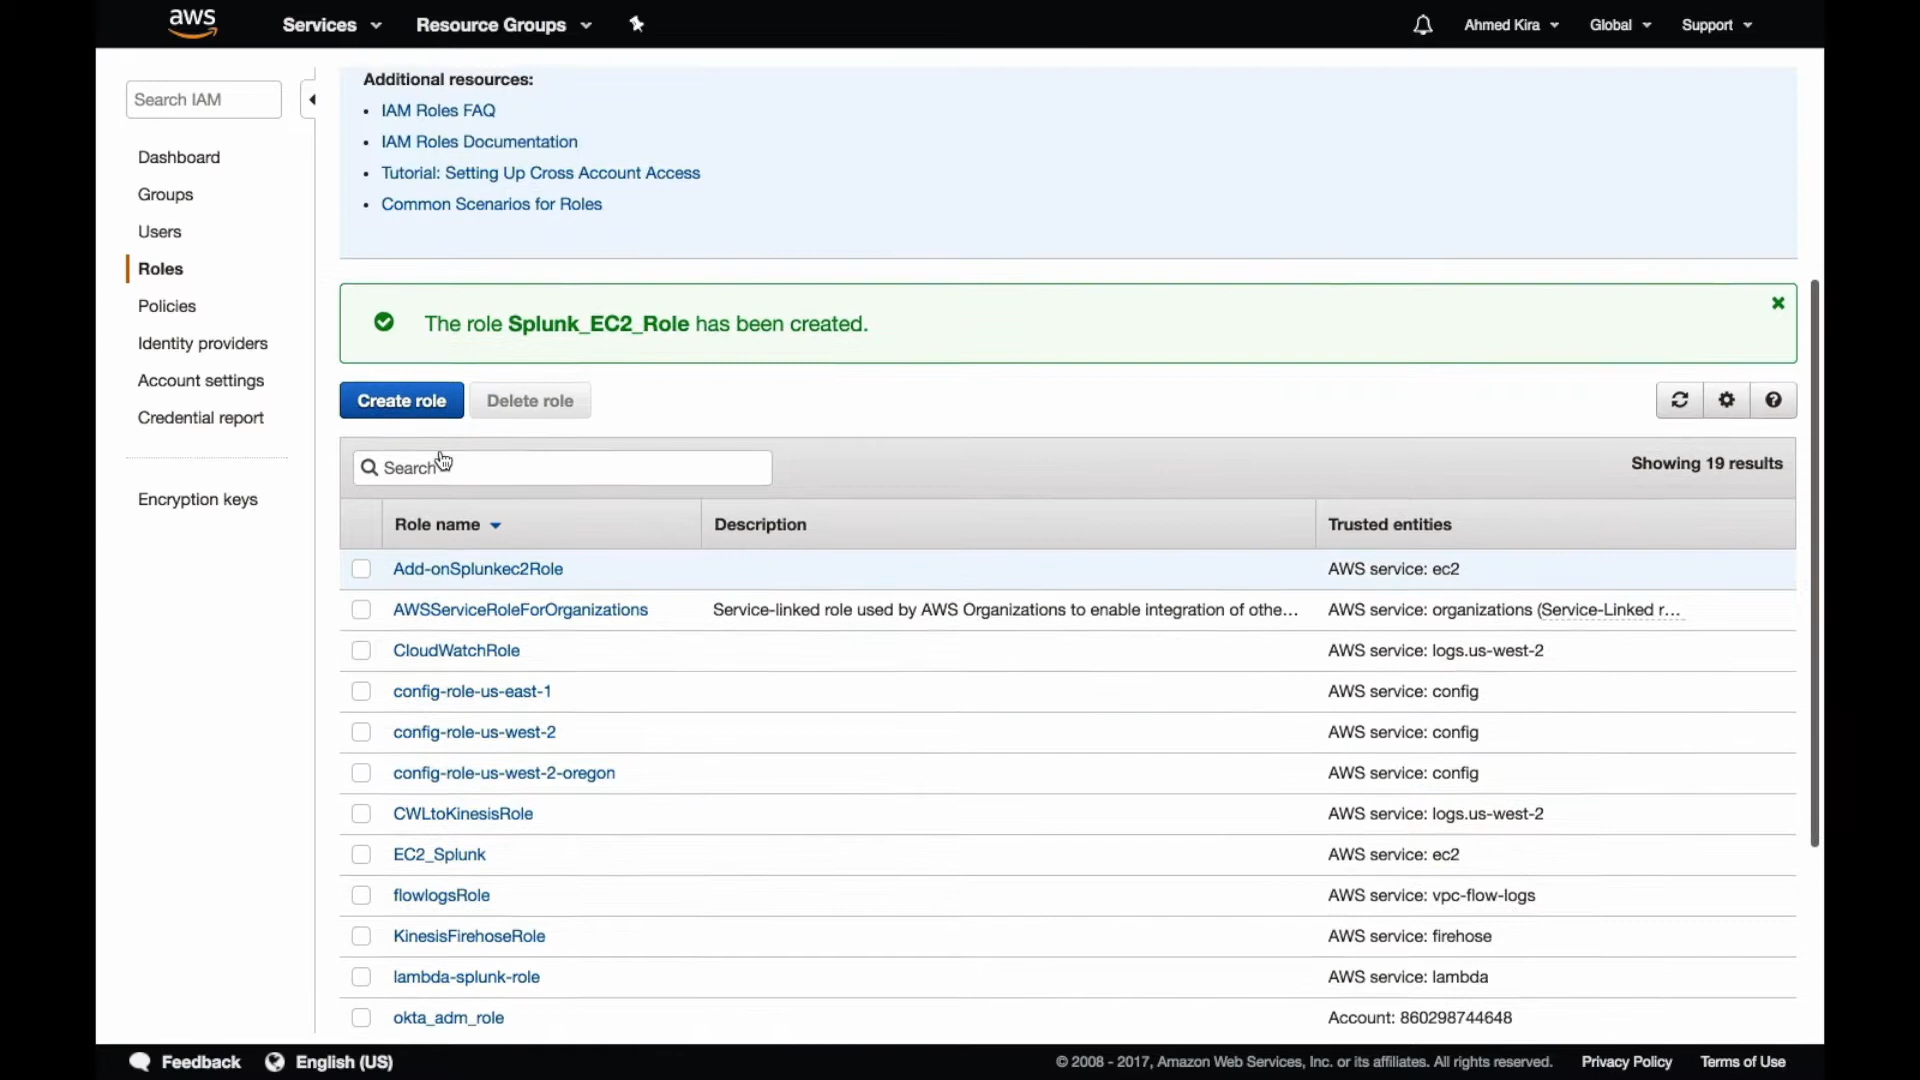 aws Services Resource Groups Ahmed Kira Global Support
Search IAM
Dashboard
Groups
Users
Roles
Policies
Identity providers
Account settings
Credential report
Encryption keys
Additional resources:
• IAM Roles FAQ
• IAM Roles Documentation
• Tutorial: Setting Up Cross Account Access
• Common Scenarios for Roles
The role Splunk_EC2_Role has been created.
Create role Delete role
Search Showing 19 results
Role name Description Trusted entities
Add-onSplunkec2Role AWS service: ec2
AWSServiceRoleForOrganizations Service-linked role used by AWS Organizations to enable integration of othe... AWS service: organizations (Service-Linked r...
CloudWatchRole AWS service: logs.us-west-2
config-role-us-east-1 AWS service: config
config-role-us-west-2 AWS service: config
config-role-us-west-2-oregon AWS service: config
CWLtoKinesisRole AWS service: logs.us-west-2
EC2_Splunk AWS service: ec2
flowlogsRole AWS service: vpc-flow-logs
KinesisFirehoseRole AWS service: firehose
lambda-splunk-role AWS service: lambda
okta_adm_role Account: 860298744648
Feedback English (US) © 2008 - 2017, Amazon Web Services, Inc. or its affiliates. All rights reserved. Privacy Policy Terms of Use